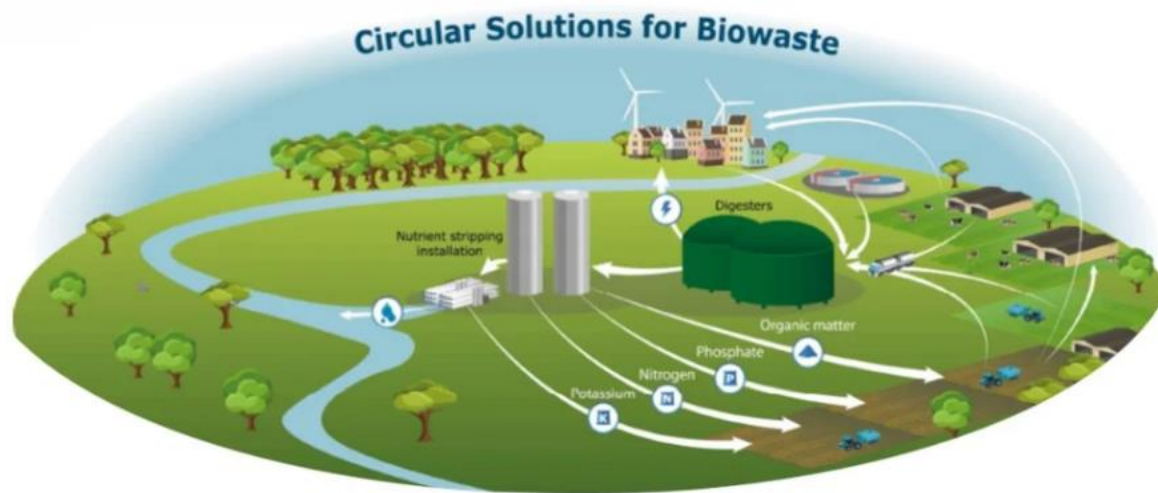 Circular Solutions for Biowaste
Digesters
Nutrient stripping
installation
Organic matter
Phosphate
P
Nitrogen
N
Potassium
K